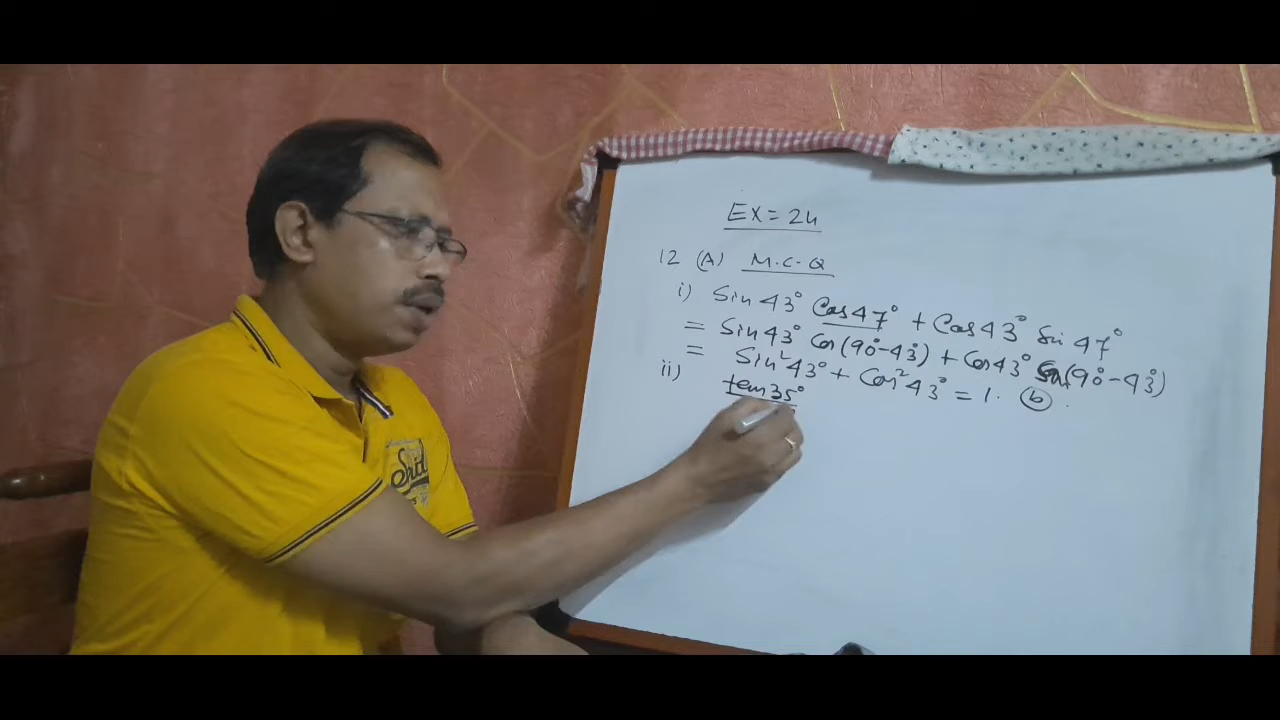 EX = 24
12 (A) M.C.Q
i) Sin 43° Cos 47° + Cos 43° Sin 47°
= Sin 43° Cos (90° - 43°) + Cos 43° Sin (90° - 43°)
= Sin² 43° + Cos² 43° = 1. (b).
ii) tan 35°